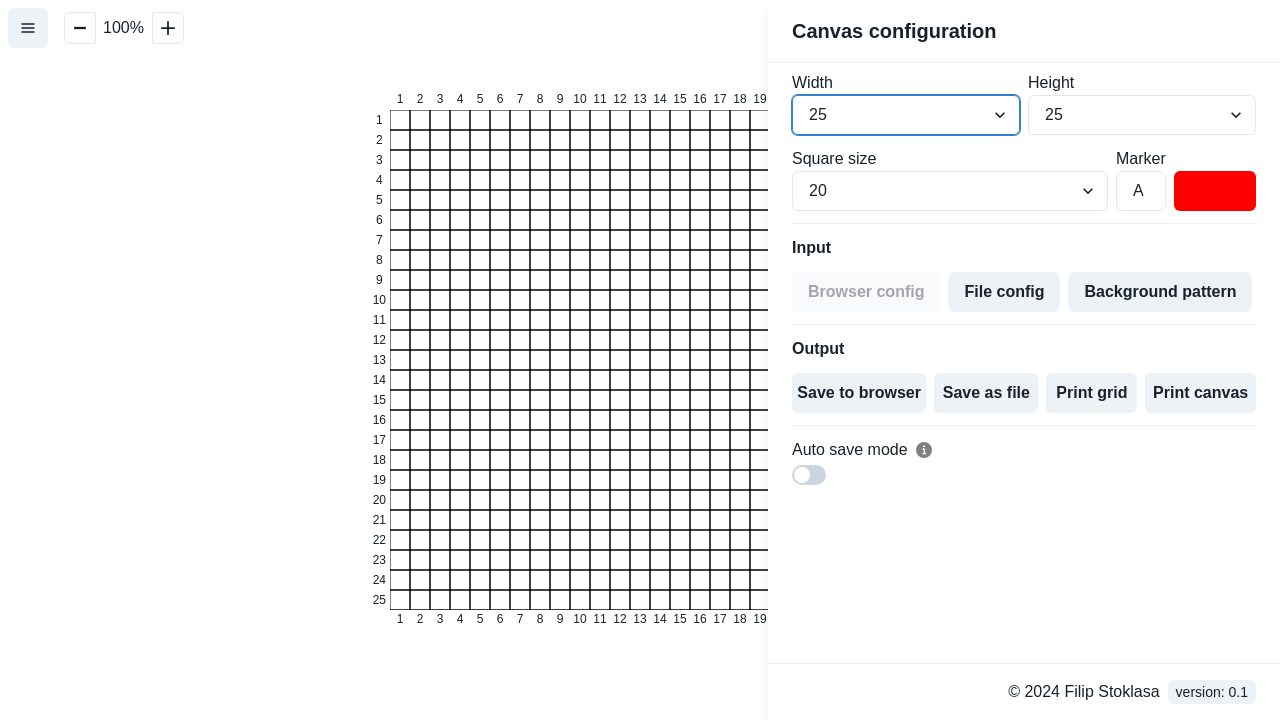 100%
Canvas configuration
Width Height
25 25
Square size Marker
20 A
Input
Browser config File config Background pattern
Output
Save to browser Save as file Print grid Print canvas
Auto save mode
© 2024 Filip Stoklasa version: 0.1
1 2 3 4 5 6 7 8 9 10 11 12 13 14 15 16 17 18 19
1
2
3
4
5
6
7
8
9
10
11
12
13
14
15
16
17
18
19
20
21
22
23
24
25
1 2 3 4 5 6 7 8 9 10 11 12 13 14 15 16 17 18 19